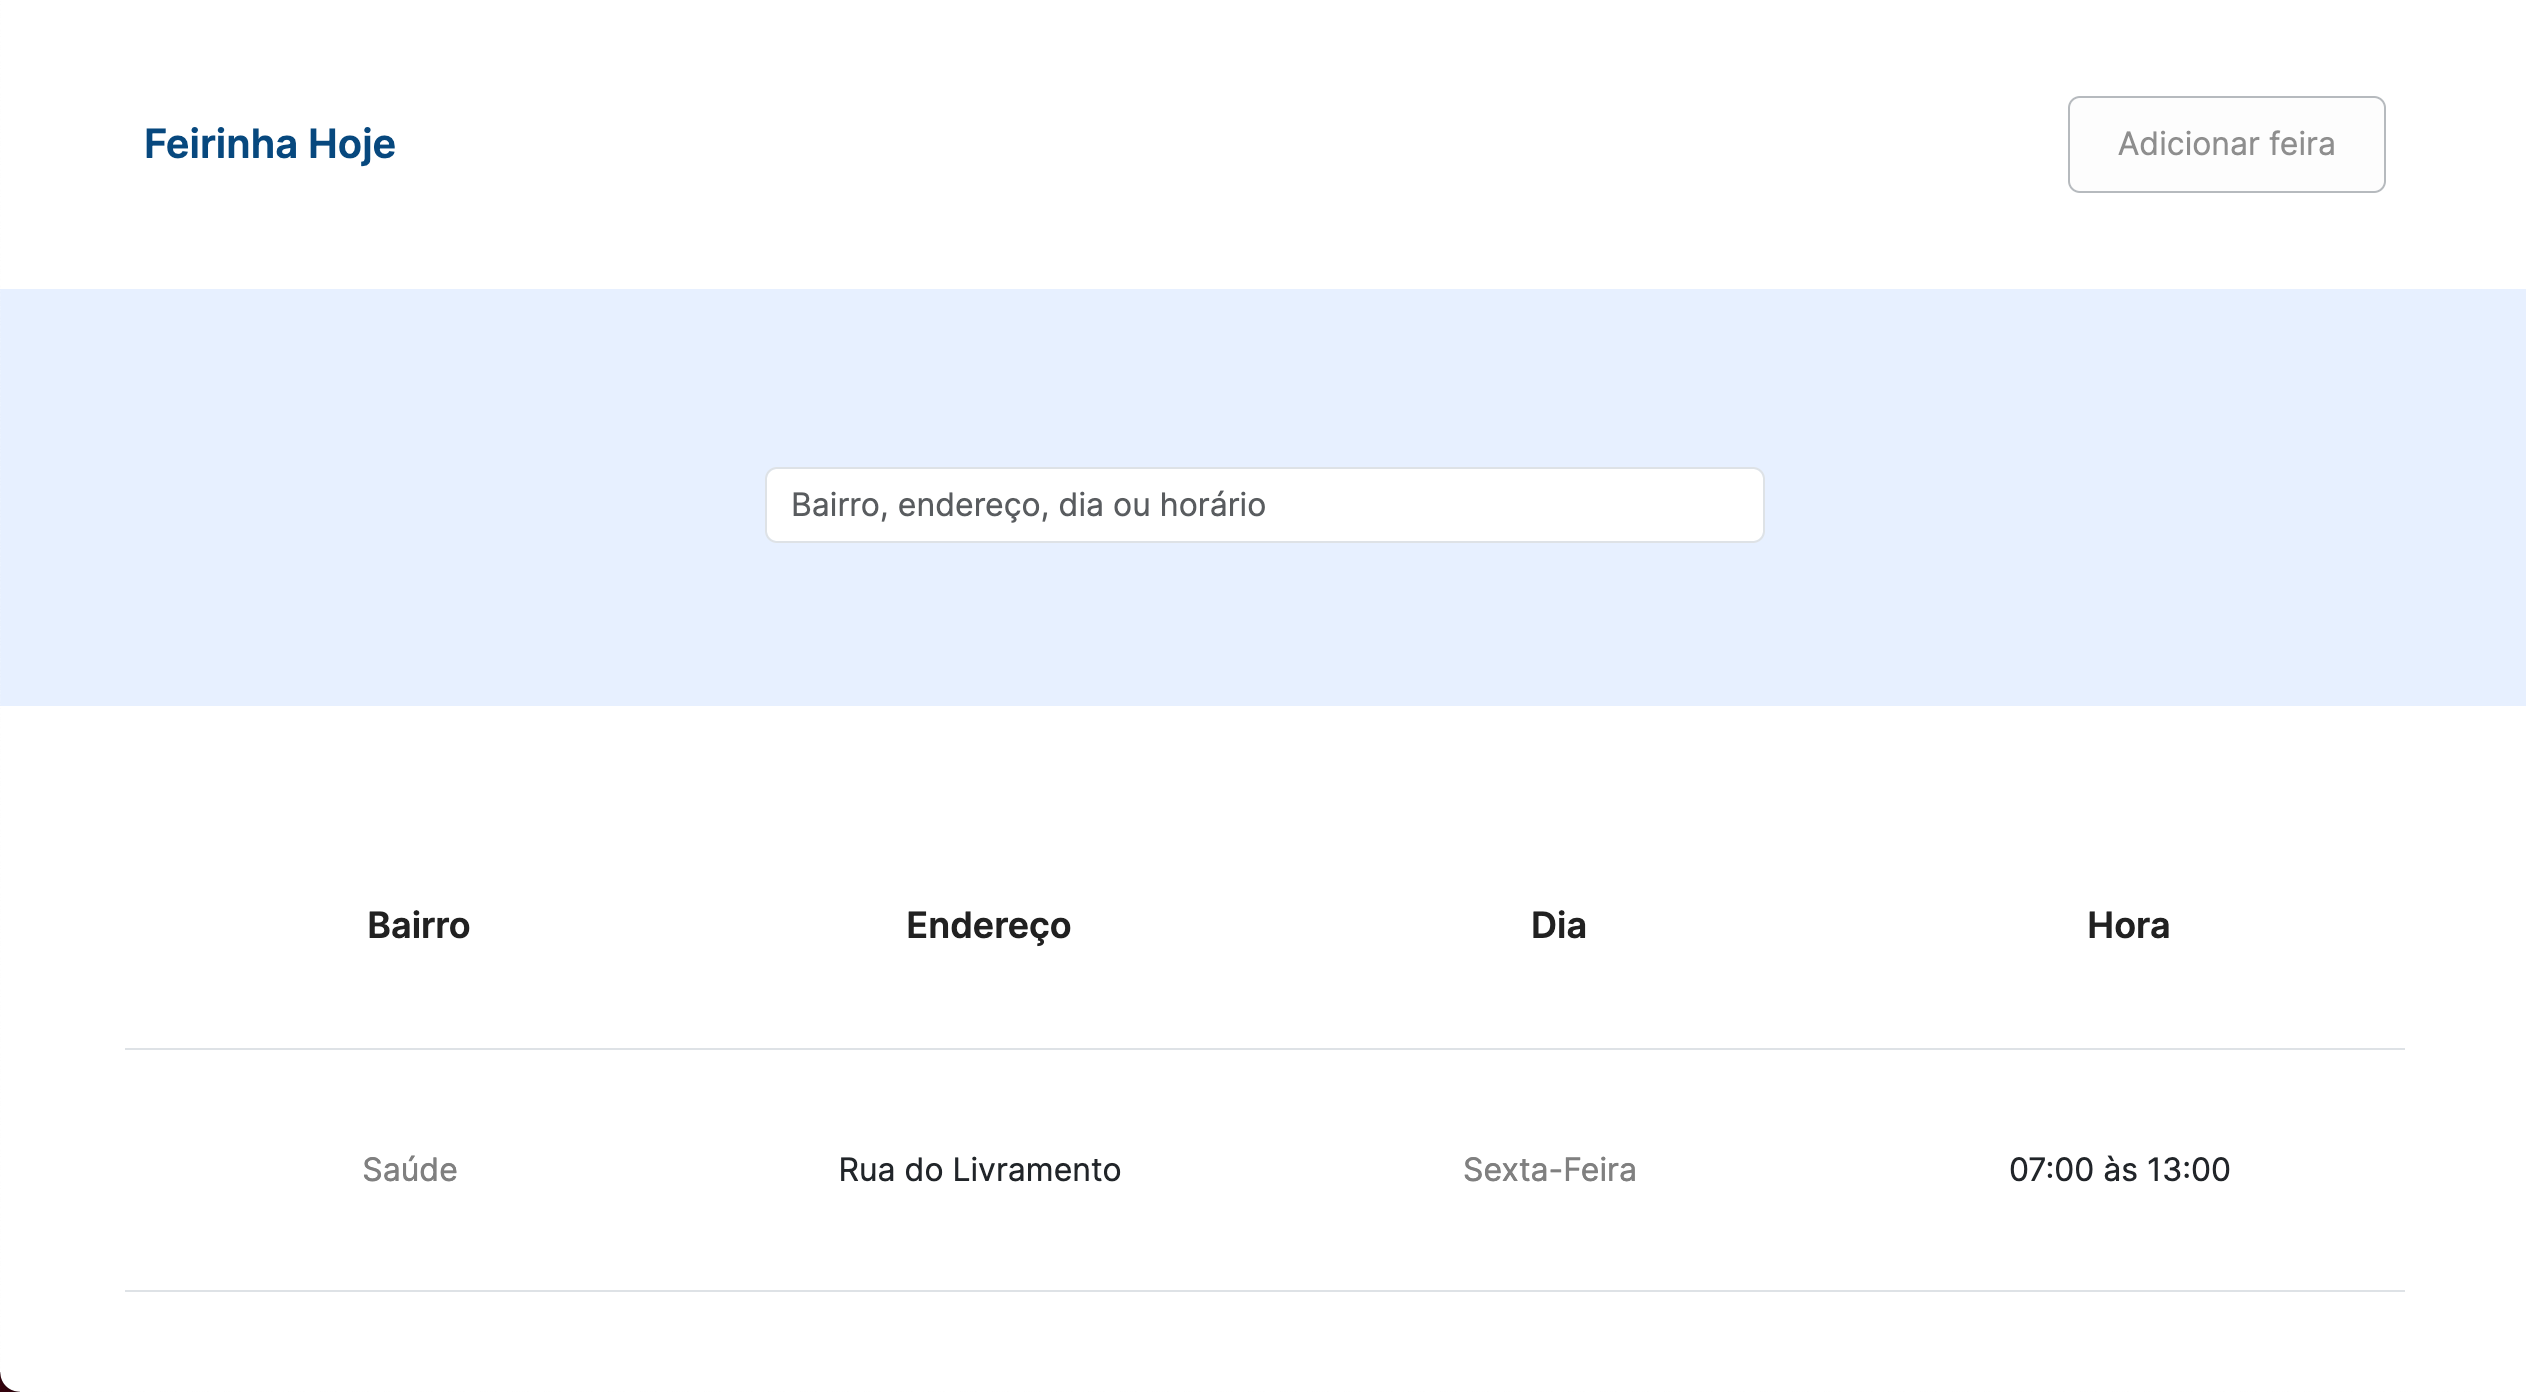 Feirinha Hoje
Adicionar feira
Bairro, endereço, dia ou horário
Bairro Endereço Dia Hora
Saúde Rua do Livramento Sexta-Feira 07:00 às 13:00